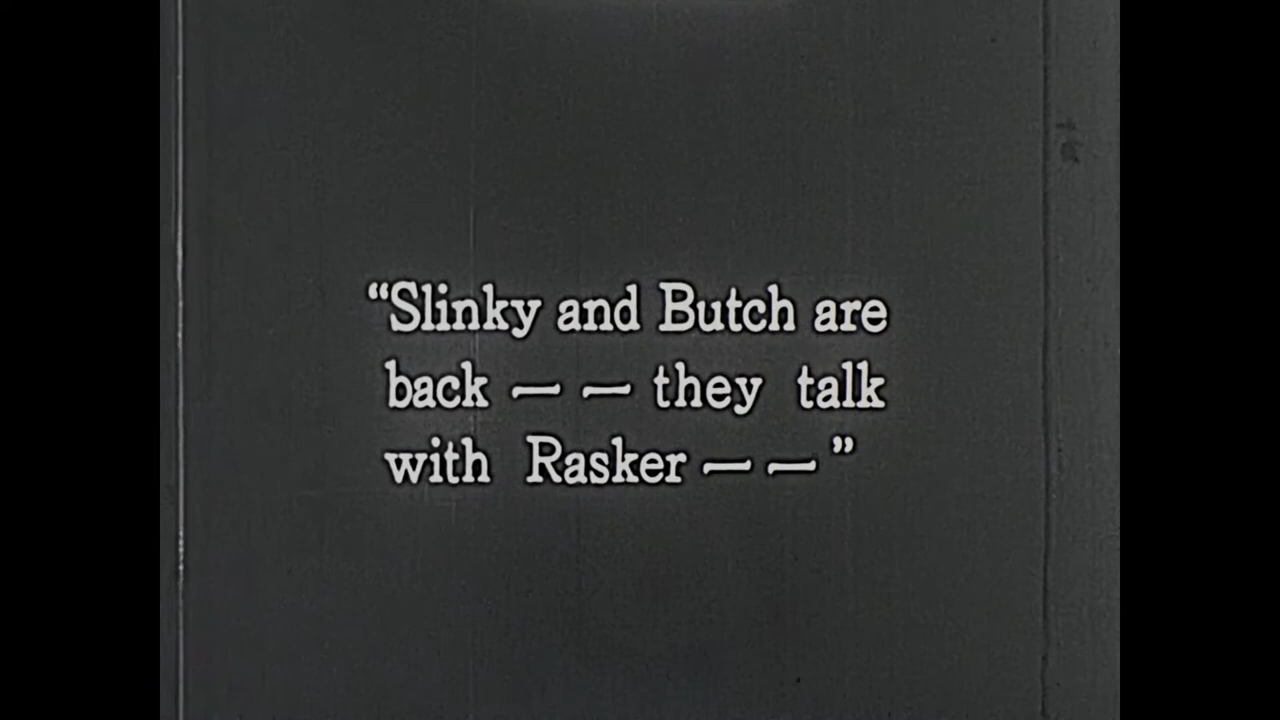 “Slinky and Butch are
back — — they talk
with Rasker — — ”